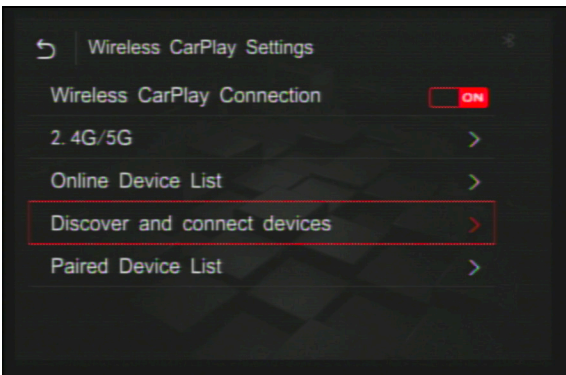 Wireless CarPlay Settings
Wireless CarPlay Connection ON
2.4G/5G
Online Device List
Discover and connect devices
Paired Device List